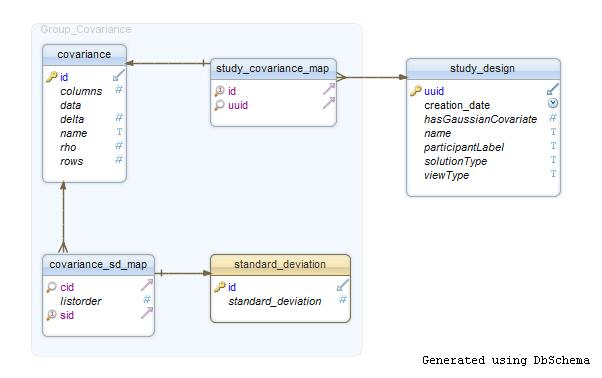 Group_Covariance
covariance
id
columns #
data
delta #
name T
rho #
rows #
study_covariance_map
id
uuid
study_design
uuid
creation_date
hasGaussianCovariate #
name T
participantLabel T
solutionType T
viewType T
covariance_sd_map
cid
listorder #
sid
standard_deviation
id
standard_deviation #
Generated using DbSchema